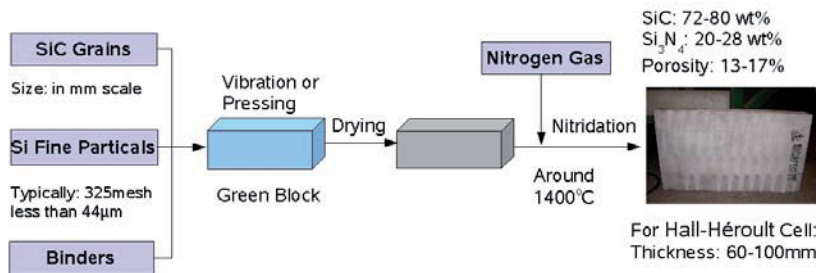 SiC Grains
Size: in mm scale
Si Fine Particals
Typically: 325mesh
less than 44μm
Binders
Vibration or
Pressing
Green Block
Drying
Nitrogen Gas
Nitridation
Around
1400°C
SiC: 72-80 wt%
Si₃N₄: 20-28 wt%
Porosity: 13-17%
For Hall-Héroult Cell:
Thickness: 60-100mm